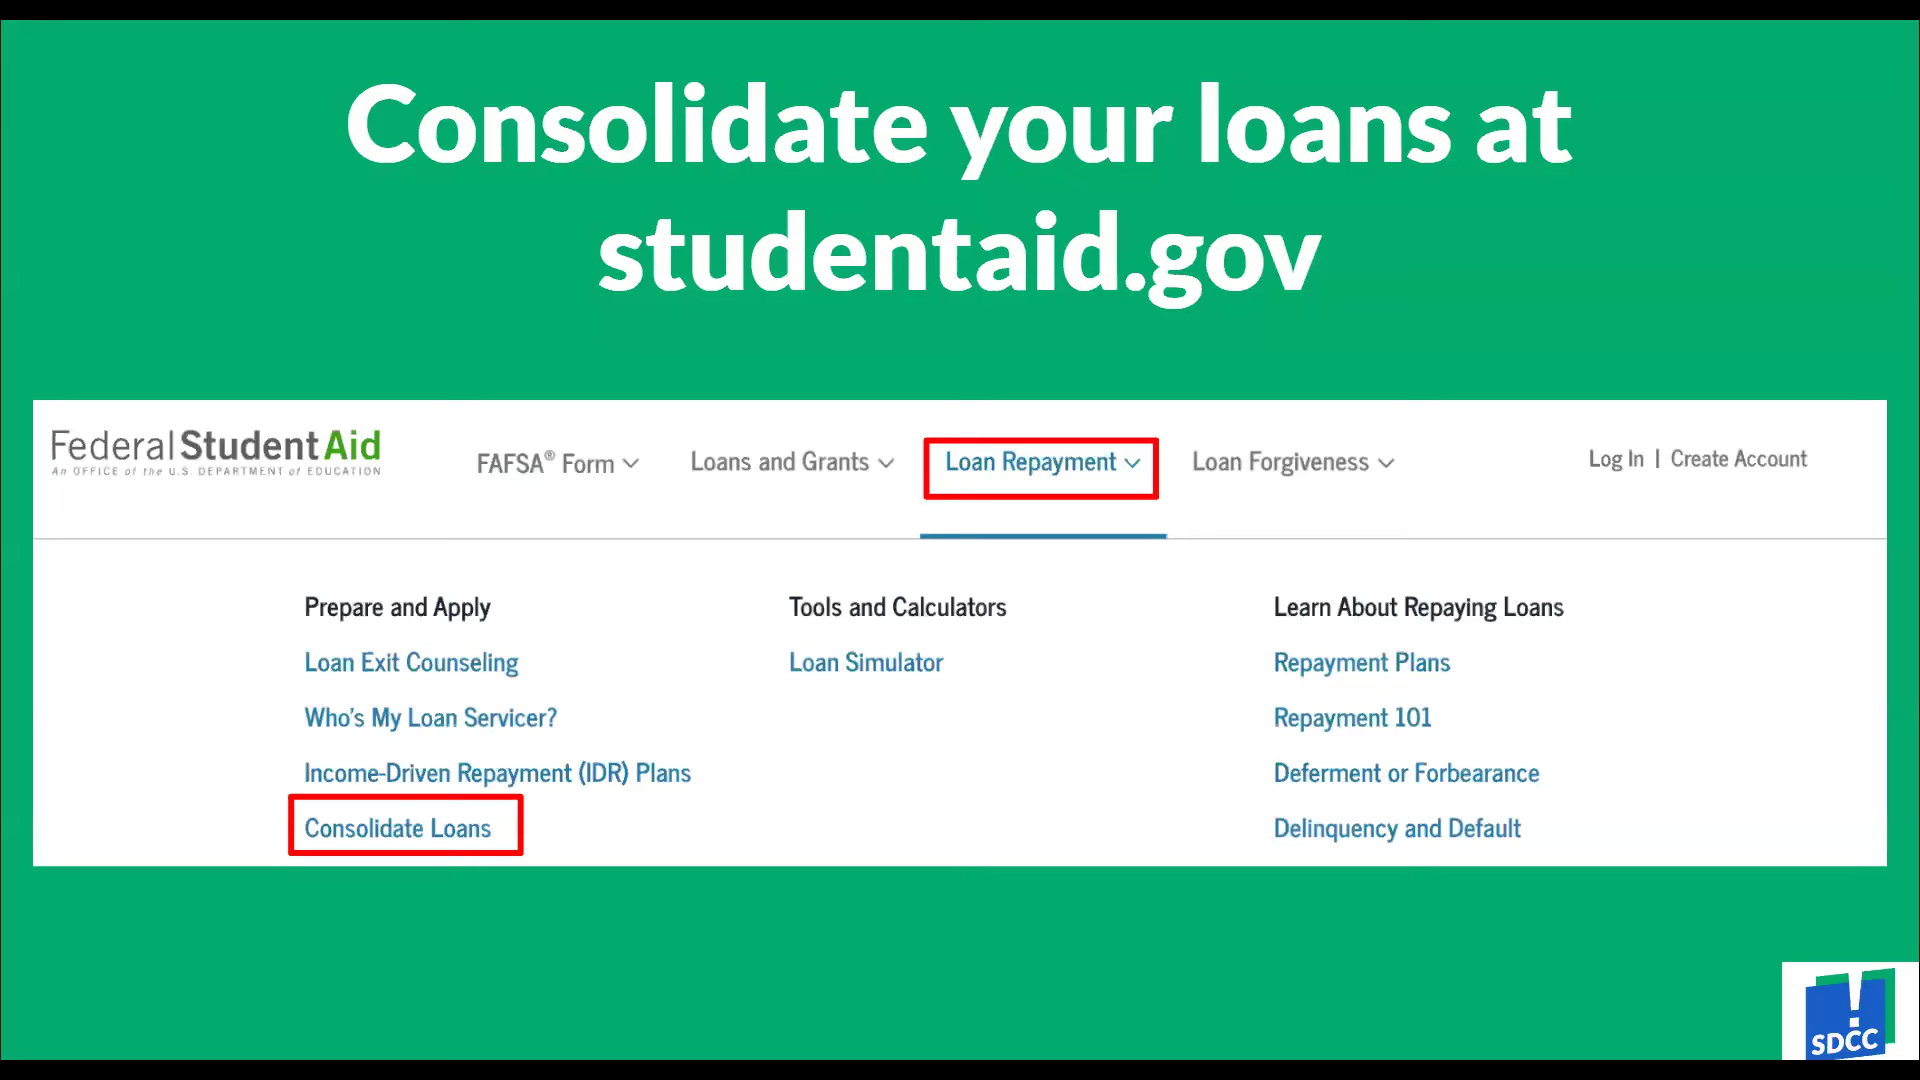 Consolidate your loans at
studentaid.gov
Federal StudentAid
An OFFICE of the U.S. DEPARTMENT of EDUCATION
FAFSA® Form
Loans and Grants
Loan Repayment
Loan Forgiveness
Log In | Create Account
Prepare and Apply
Loan Exit Counseling
Who's My Loan Servicer?
Income-Driven Repayment (IDR) Plans
Consolidate Loans
Tools and Calculators
Loan Simulator
Learn About Repaying Loans
Repayment Plans
Repayment 101
Deferment or Forbearance
Delinquency and Default
!
SDCC